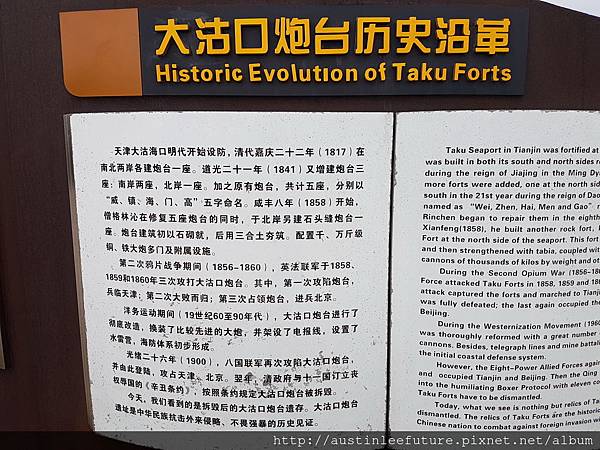 大沽口炮台历史沿革
Historic Evolution of Taku Forts
天津大沽海口明代开始设防，清代嘉庆二十二年（1817）在
南北两岸各建炮台一座。道光二十一年（1841）又增建炮台三
座：南岸两座，北岸一座。加之原有炮台，共计五座，分别以
“威、镇、海、门、高”五字命名。咸丰八年（1858）开始，
僧格林沁在修复五座炮台的同时，于北岸另建石头缝炮台一
座。炮台建筑初以石砌就，后用三合土夯筑。配置千、万斤级
铜、铁大炮多门及附属设施。
第二次鸦片战争期间（1856-1860），英法联军于1858、
1859和1860年三次攻打大沽口炮台。其中，第一次攻陷炮台，
兵临天津；第二次大败而归；第三次占领炮台，进兵北京。
洋务运动期间（19世纪60至90年代），大沽口炮台进行了
彻底改造，换装了比较先进的大炮，并架设了电报线，设置了
水雷营，海防体系初步形成。
光绪二十六年（1900），八国联军再次攻陷大沽口炮台，
并由此登陆，攻占天津、北京。翌年，清政府与十一国订立丧
权辱国的《辛丑条约》，按照条约规定大沽口炮台被拆毁。
今天，我们看到的是拆毁后的大沽口炮台遗存。大沽口炮台
遗址是中华民族抗击外来侵略、不畏强暴的历史见证。
Taku Seaport in Tianjin was fortified at
was built in both its south and north sides
during the reign of Jiajing in the Ming Dy
more forts were added, one at the north side
south in the 21st year during the reign of Dao
named as “Wei, Zhen, Hai, Men and Gao”
Rinchen began to repair them in the eighth
Xianfeng(1858), he built another rock fort,
Fort at the north side of the seaport. This fort
and then strengthened with tabia, coupled wit
cannons of thousands of kilos by weight and ot
During the Second Opium War (1856-186
Force attacked Taku Forts in 1858, 1859 and 186
attack captured the forts and marched to Tianji
was fully defeated; the last again occupied the
Beijing.
During the Westernization Movement (1960
was thoroughly reformed with a great number
cannons. Besides, telegram lines and mine battal
the initial coastal defense system.
However, the Eight-Power Allied Forces again
and occupied Tianjin and Beijing. Then the Qing
into the humiliating Boxer Protocol with eleven co
Taku Forts have to be dismantled.
Today, what we see is nothing but relics of Ta
dismantled. The relics of Taku Forts are the historic
Chinese nation to combat against foreign invasion wi
http://austinleefuture.pixnet.net/album